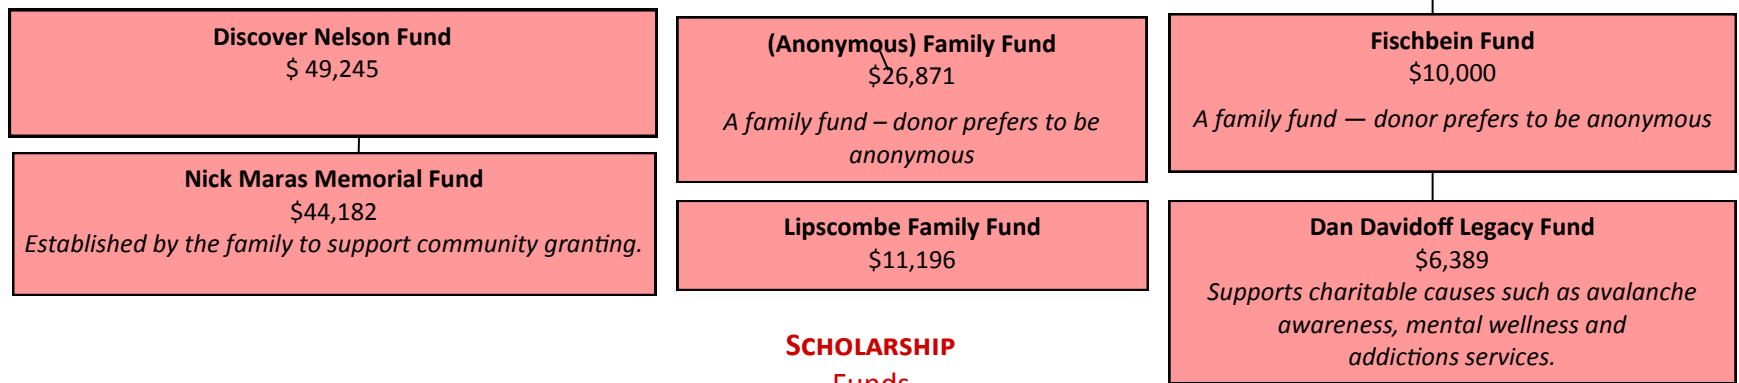 Discover Nelson Fund
$ 49,245
Nick Maras Memorial Fund
$44,182
Established by the family to support community granting.
(Anonymous) Family Fund
$26,871
A family fund – donor prefers to be
anonymous
Lipscombe Family Fund
$11,196
SCHOLARSHIP
Funds
Fischbein Fund
$10,000
A family fund — donor prefers to be anonymous
Dan Davidoff Legacy Fund
$6,389
Supports charitable causes such as avalanche
awareness, mental wellness and
addictions services.